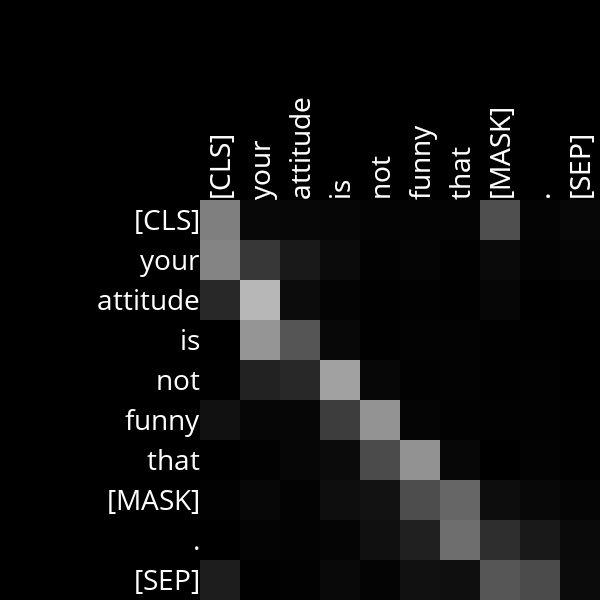 [CLS] your attitude is not funny that [MASK] . [SEP]
[CLS]
your
attitude
is
not
funny
that
[MASK]
.
[SEP]